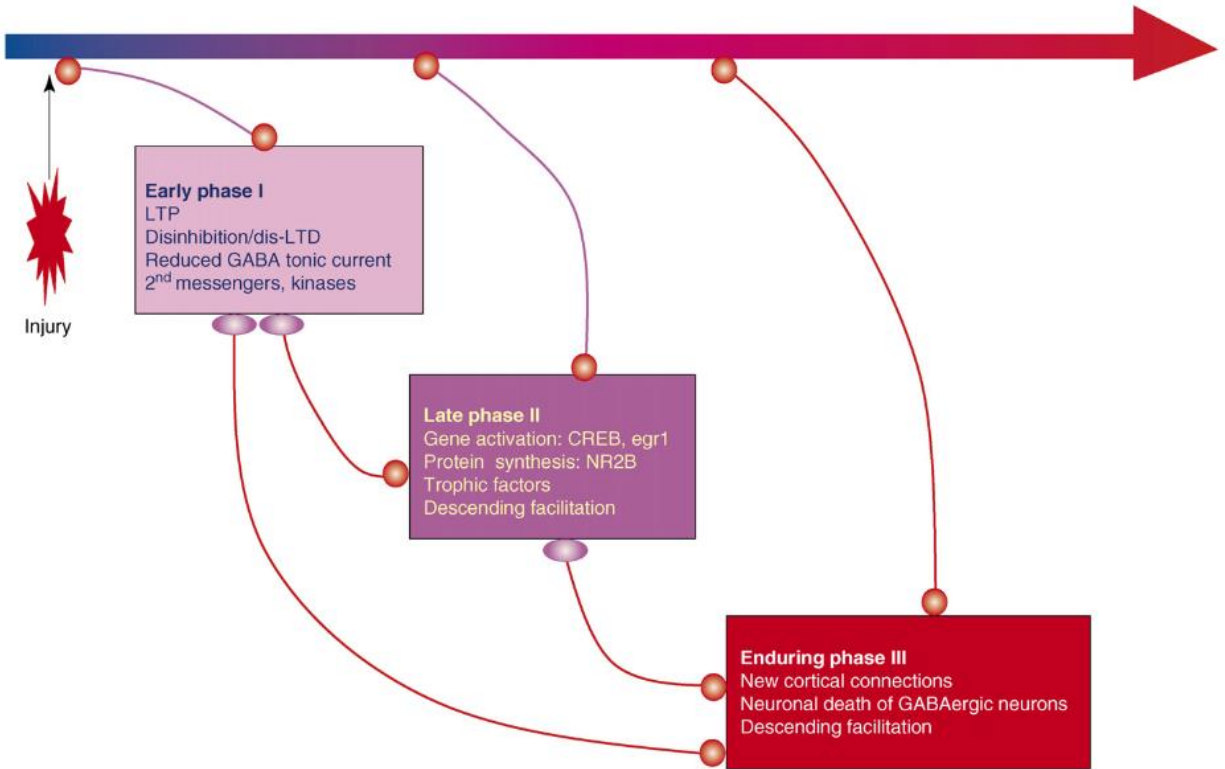 Injury
Early phase I
LTP
Disinhibition/dis-LTD
Reduced GABA tonic current
2nd messengers, kinases
Late phase II
Gene activation: CREB, egr1
Protein synthesis: NR2B
Trophic factors
Descending facilitation
Enduring phase III
New cortical connections
Neuronal death of GABAergic neurons
Descending facilitation